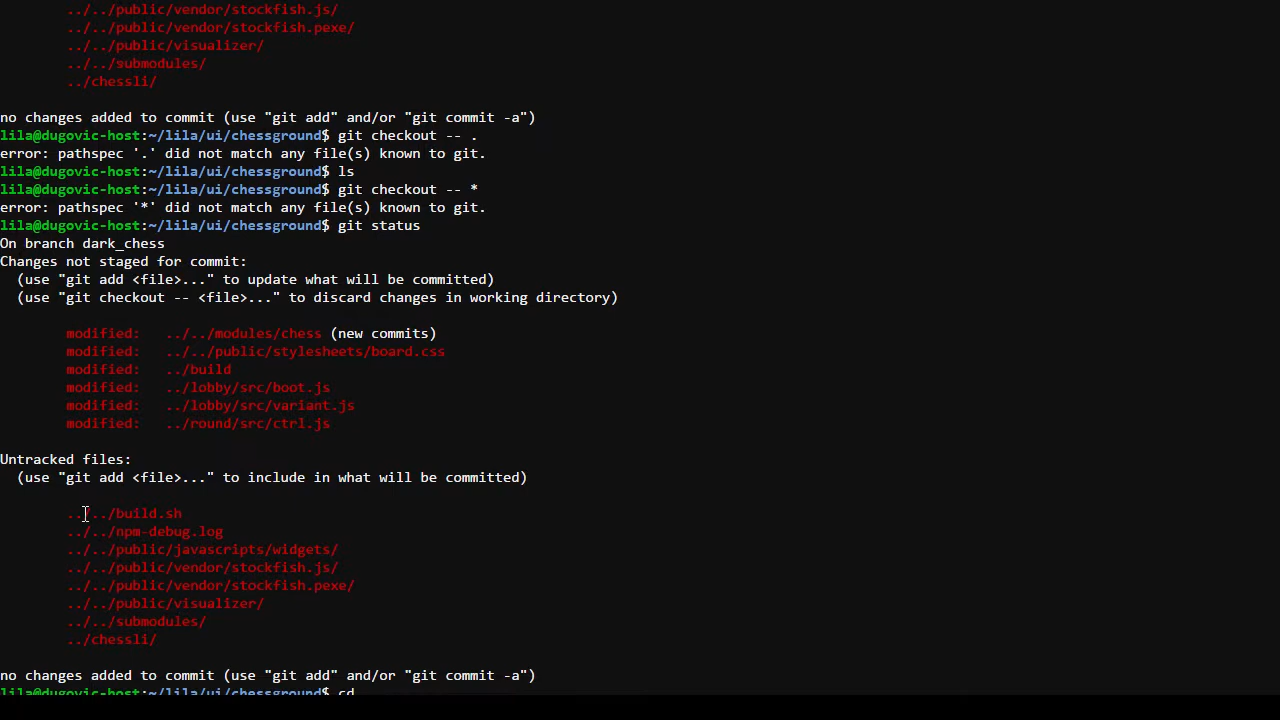 ../../public/vendor/stockfish.js/
../../public/vendor/stockfish.pexe/
../../public/visualizer/
../../submodules/
../chessli/
no changes added to commit (use "git add" and/or "git commit -a")
lila@dugovic-host:~/lila/ui/chessground$ git checkout -- .
error: pathspec '.' did not match any file(s) known to git.
lila@dugovic-host:~/lila/ui/chessground$ ls
lila@dugovic-host:~/lila/ui/chessground$ git checkout -- *
error: pathspec '*' did not match any file(s) known to git.
lila@dugovic-host:~/lila/ui/chessground$ git status
On branch dark_chess
Changes not staged for commit:
(use "git add <file>..." to update what will be committed)
(use "git checkout -- <file>..." to discard changes in working directory)
modified: ../../modules/chess (new commits)
modified: ../../public/stylesheets/board.css
modified: ../build
modified: ../lobby/src/boot.js
modified: ../lobby/src/variant.js
modified: ../round/src/ctrl.js
Untracked files:
(use "git add <file>..." to include in what will be committed)
../../build.sh
../../npm-debug.log
../../public/javascripts/widgets/
../../public/vendor/stockfish.js/
../../public/vendor/stockfish.pexe/
../../public/visualizer/
../../submodules/
../chessli/
no changes added to commit (use "git add" and/or "git commit -a")
lila@dugovic-host:~/lila/ui/chessground$ cd